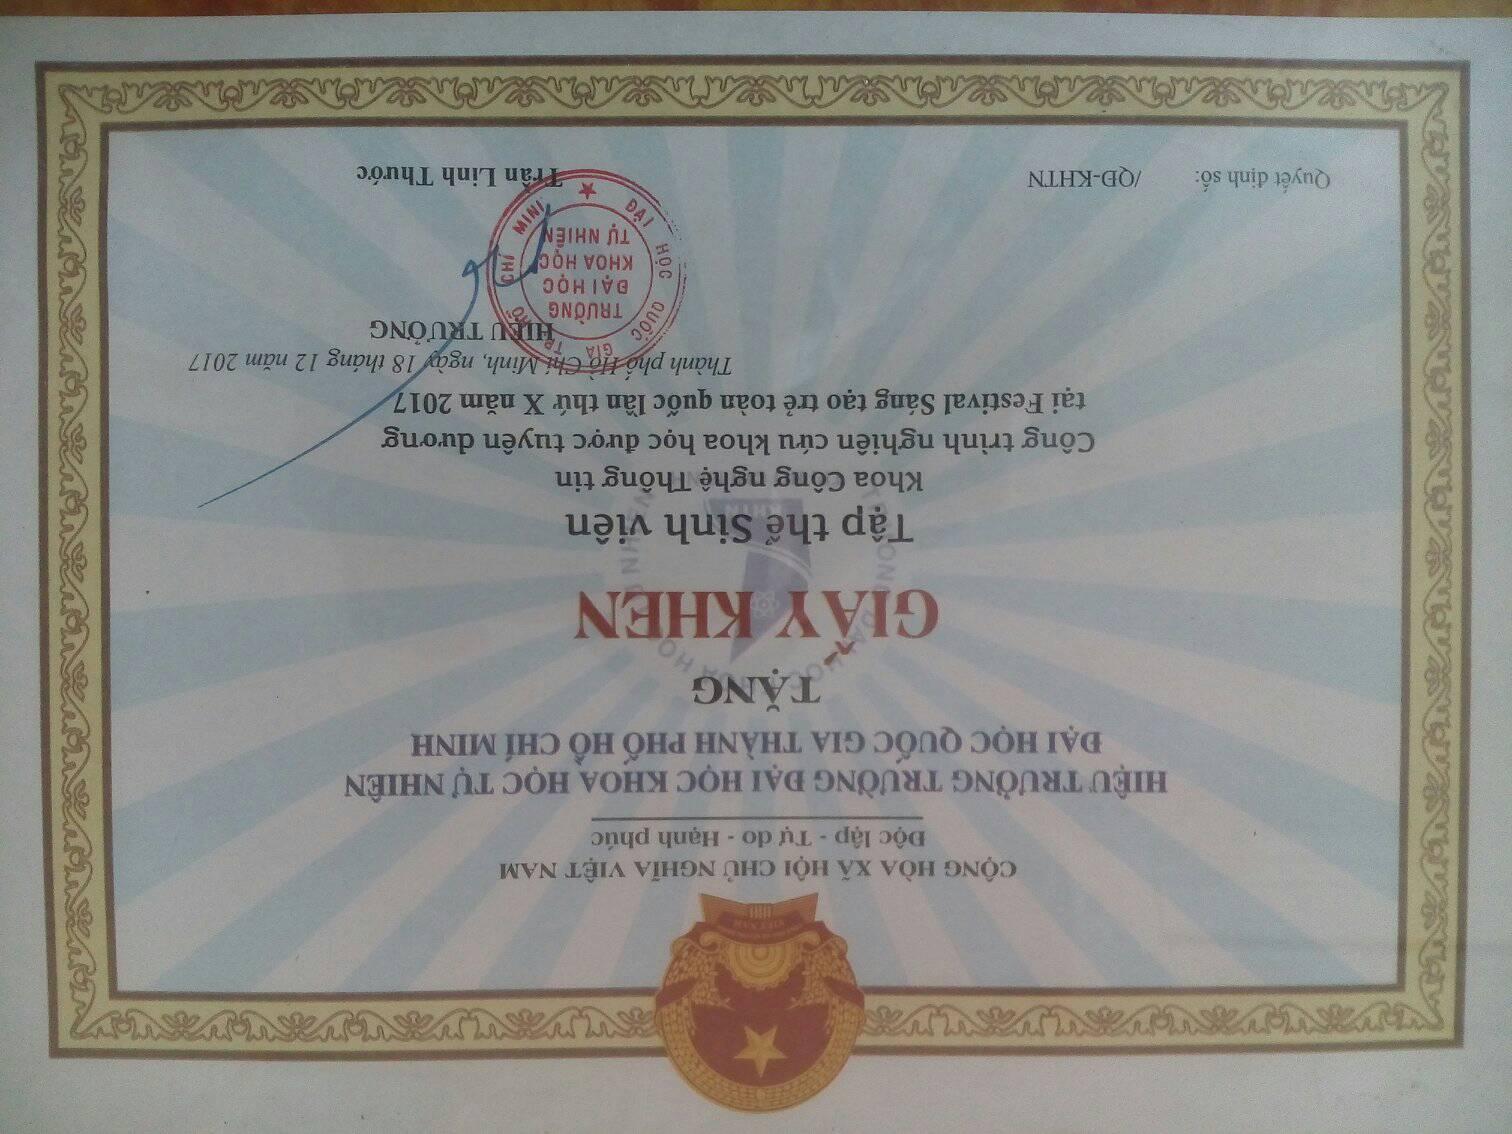 VIỆT NAM
CỘNG HÒA XÃ HỘI CHỦ NGHĨA VIỆT NAM
Độc lập - Tự do - Hạnh phúc
HIỆU TRƯỞNG TRƯỜNG ĐẠI HỌC KHOA HỌC TỰ NHIÊN
ĐẠI HỌC QUỐC GIA THÀNH PHỐ HỒ CHÍ MINH
TẶNG
GIẤY KHEN
Tập thể Sinh viên
KHTN
Khoa Công nghệ Thông tin
Công trình nghiên cứu khoa học được tuyên dương
tại Festival Sáng tạo trẻ toàn quốc lần thứ X năm 2017
Thành phố Hồ Chí Minh, ngày 18 tháng 12 năm 2017
HIỆU TRƯỞNG
ĐẠI HỌC QUỐC GIA TP. HỒ CHÍ MINH
TRƯỜNG
ĐẠI HỌC
KHOA HỌC
TỰ NHIÊN
Quyết định số: /QĐ-KHTN
Trần Linh Thước